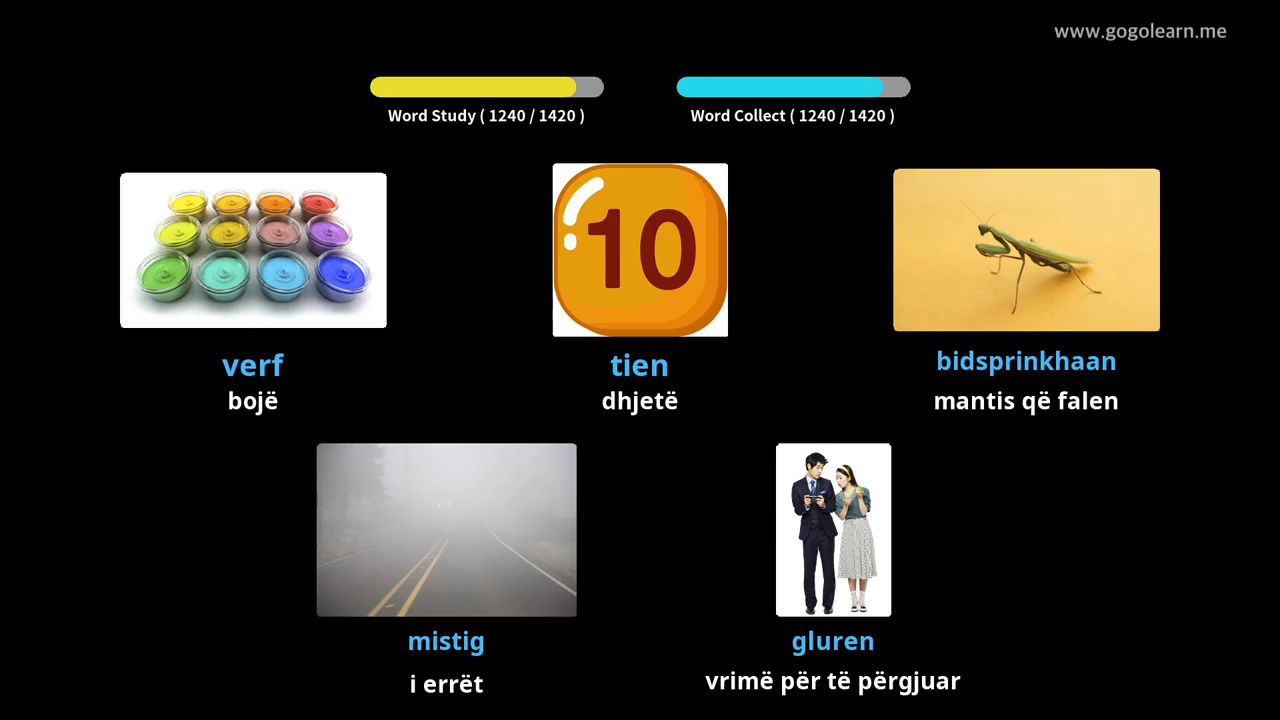 www.gogolearn.me
Word Study ( 1240 / 1420 )
Word Collect ( 1240 / 1420 )
10
verf
tien
bidsprinkhaan
bojë
dhjetë
mantis që falen
mistig
gluren
i errët
vrimë për të përgjuar